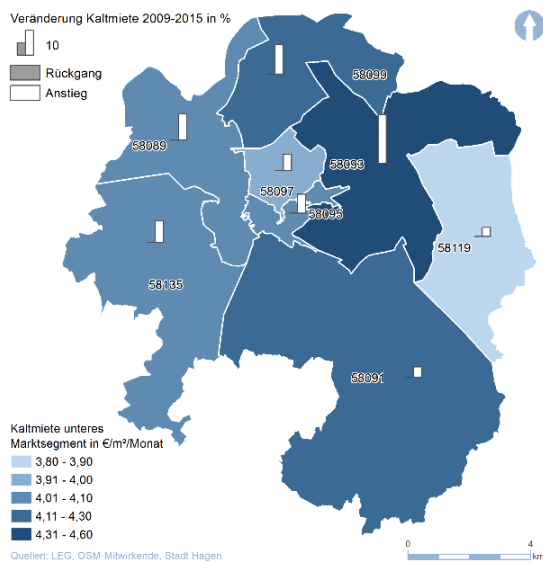 Veränderung Kaltmiete 2009-2015 in %
10
Rückgang
Anstieg
58099
58089
58093
58097
58095
58119
58135
58091
Kaltmiete unteres
Marktsegment in €/m²/Monat
3,80 - 3,90
3,91 - 4,00
4,01 - 4,10
4,11 - 4,30
4,31 - 4,60
Quellen: LEG, OSM-Mitwirkende, Stadt Hagen
0 4
km